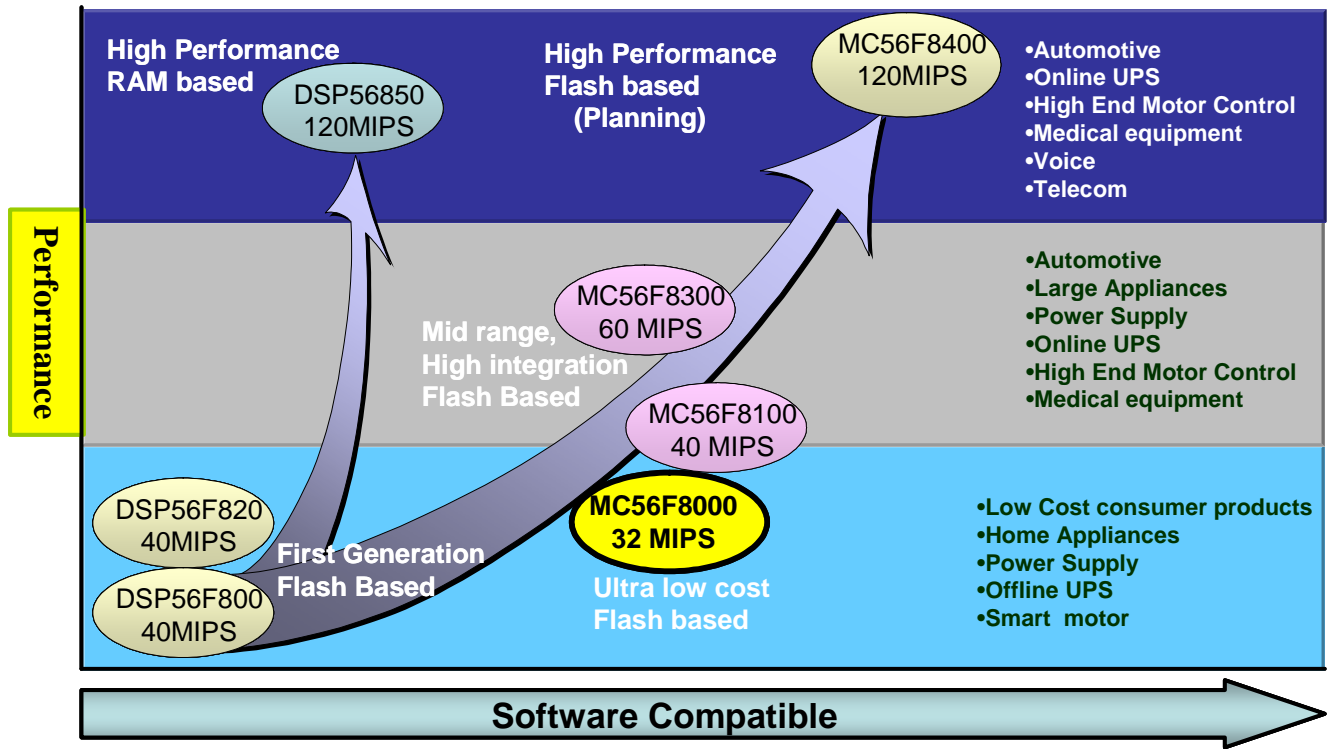 High Performance
RAM based
DSP56850
120MIPS
High Performance
Flash based
(Planning)
MC56F8400
120MIPS
•Automotive
•Online UPS
•High End Motor Control
•Medical equipment
•Voice
•Telecom
Performance
Mid range,
High integration
Flash Based
MC56F8300
60 MIPS
MC56F8100
40 MIPS
•Automotive
•Large Appliances
•Power Supply
•Online UPS
•High End Motor Control
•Medical equipment
DSP56F820
40MIPS
DSP56F800
40MIPS
First Generation
Flash Based
MC56F8000
32 MIPS
Ultra low cost
Flash based
•Low Cost consumer products
•Home Appliances
•Power Supply
•Offline UPS
•Smart motor
Software Compatible